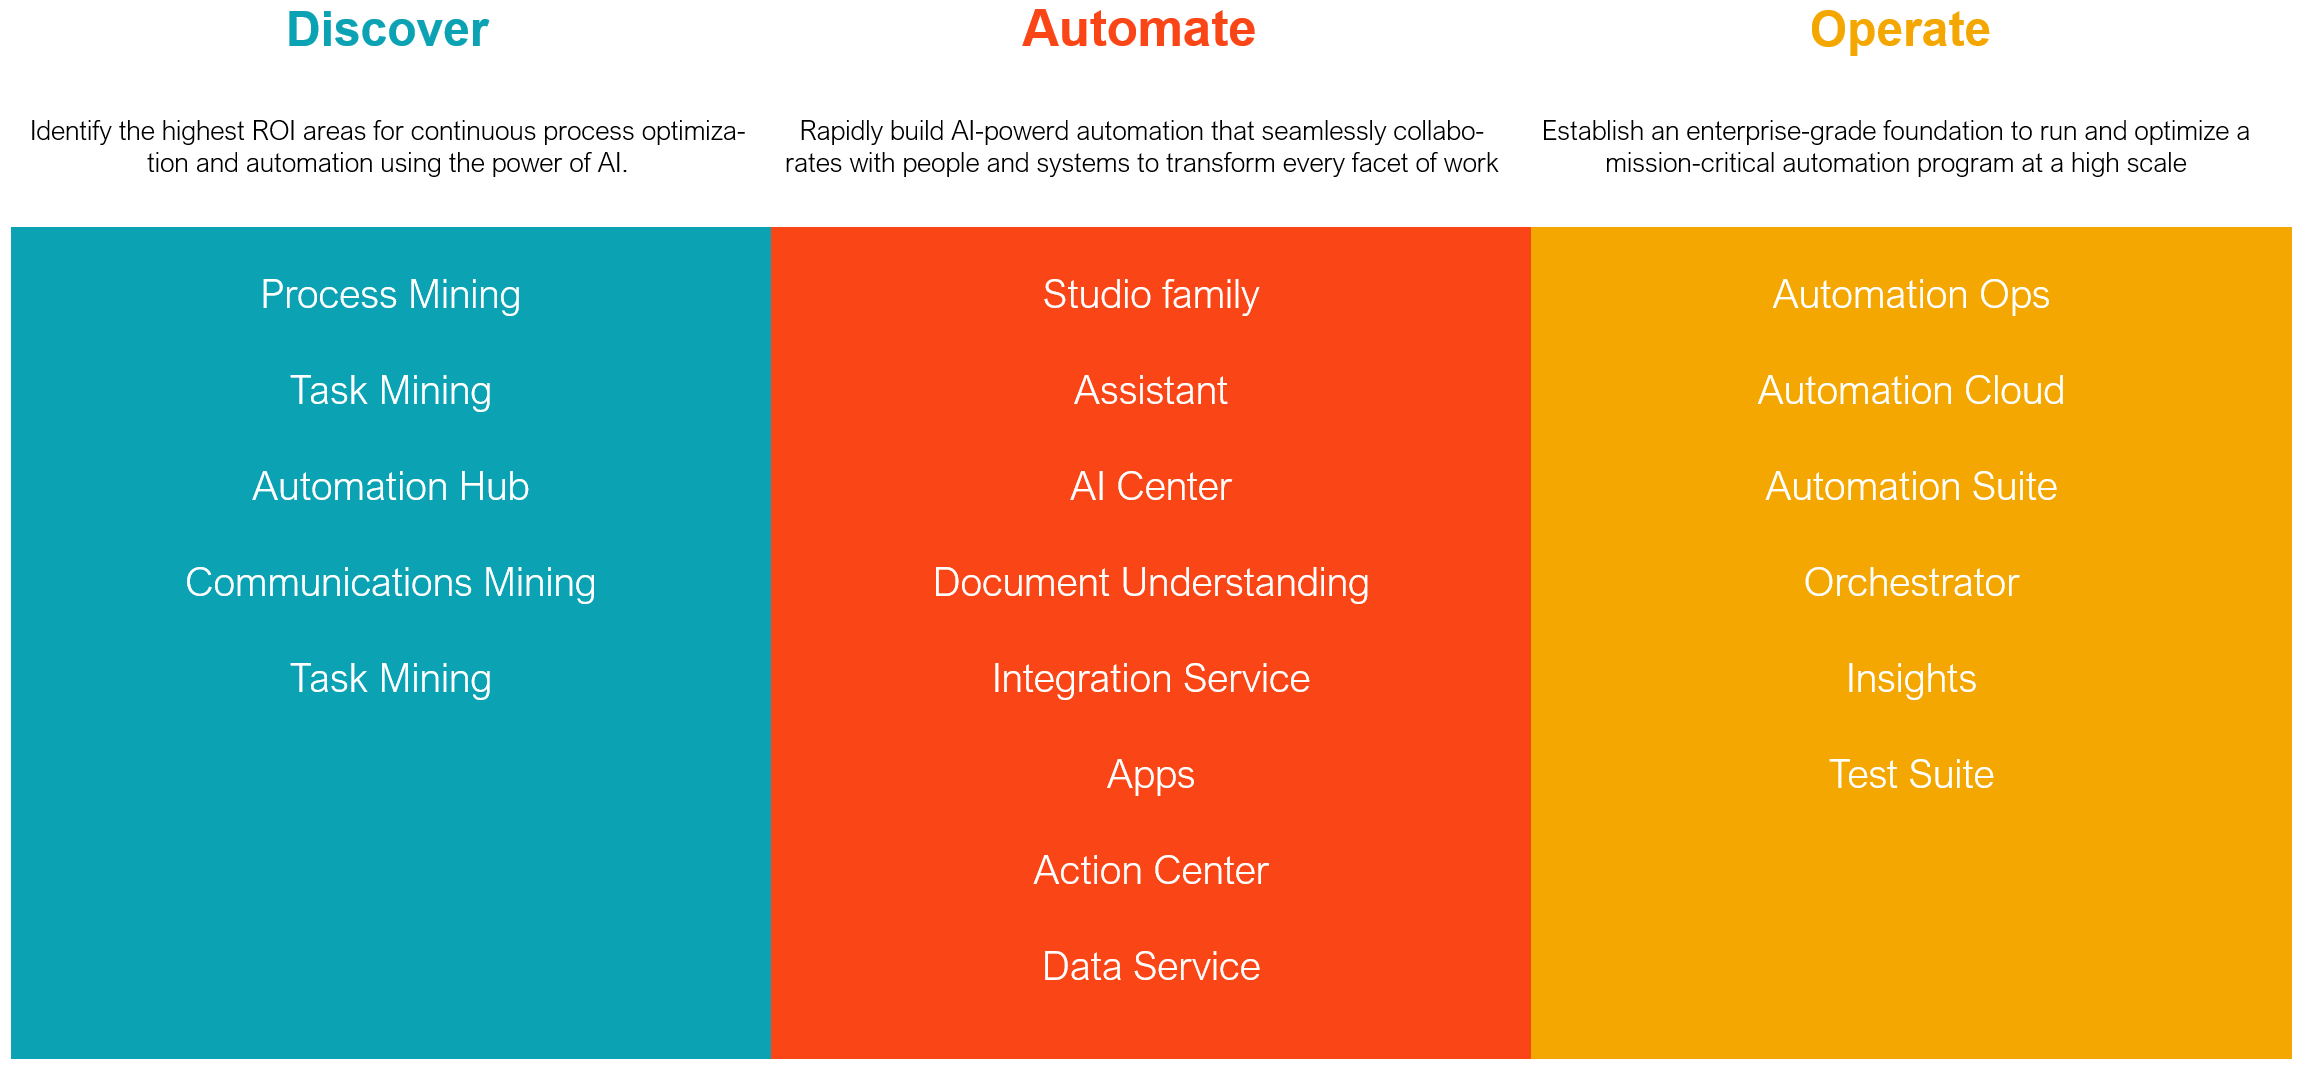 Discover
Identify the highest ROI areas for continuous process optimiza-
tion and automation using the power of AI.
Process Mining
Task Mining
Automation Hub
Communications Mining
Task Mining
Automate
Rapidly build AI-powerd automation that seamlessly collabo-
rates with people and systems to transform every facet of work
Studio family
Assistant
AI Center
Document Understanding
Integration Service
Apps
Action Center
Data Service
Operate
Establish an enterprise-grade foundation to run and optimize a
mission-critical automation program at a high scale
Automation Ops
Automation Cloud
Automation Suite
Orchestrator
Insights
Test Suite